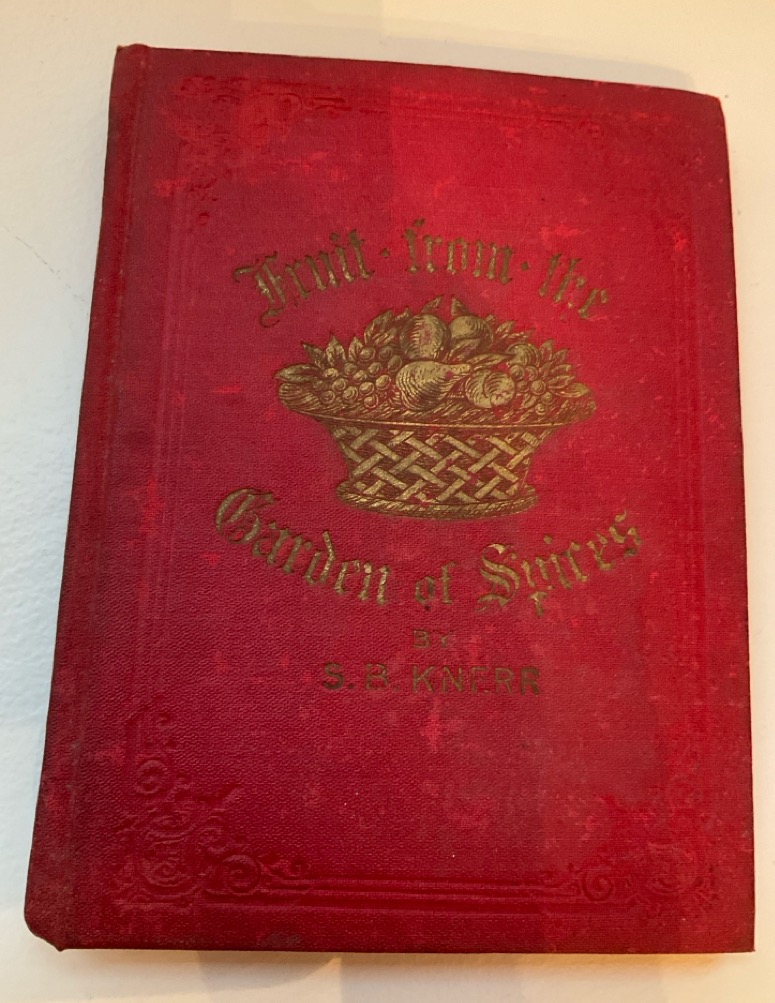 Fruit · from · the
Garden of Spices
BY
S. B. KNERR